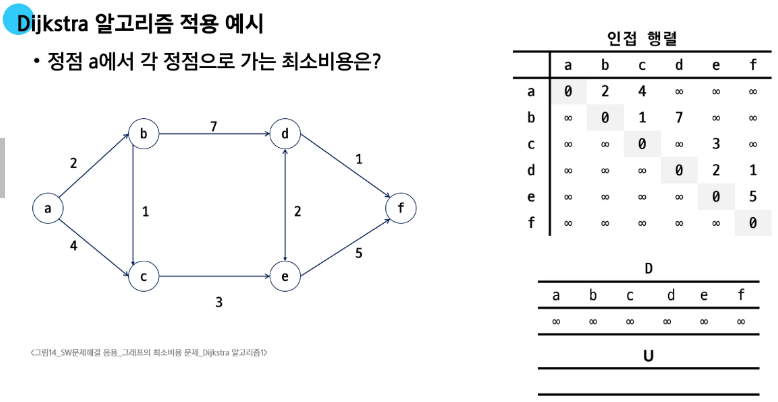 Dijkstra 알고리즘 적용 예시
• 정점 a에서 각 정점으로 가는 최소비용은?
a
b
c
d
e
f
2
4
7
1
3
2
1
5
<그림14_SW문제해결 응용_그래프의 최소비용 문제_Dijkstra 알고리즘1>
인접 행렬
a b c d e f
a 0 2 4 ∞ ∞ ∞
b ∞ 0 1 7 ∞ ∞
c ∞ ∞ 0 ∞ 3 ∞
d ∞ ∞ ∞ 0 2 1
e ∞ ∞ ∞ ∞ 0 5
f ∞ ∞ ∞ ∞ ∞ 0
D
a b c d e f
∞ ∞ ∞ ∞ ∞ ∞
U